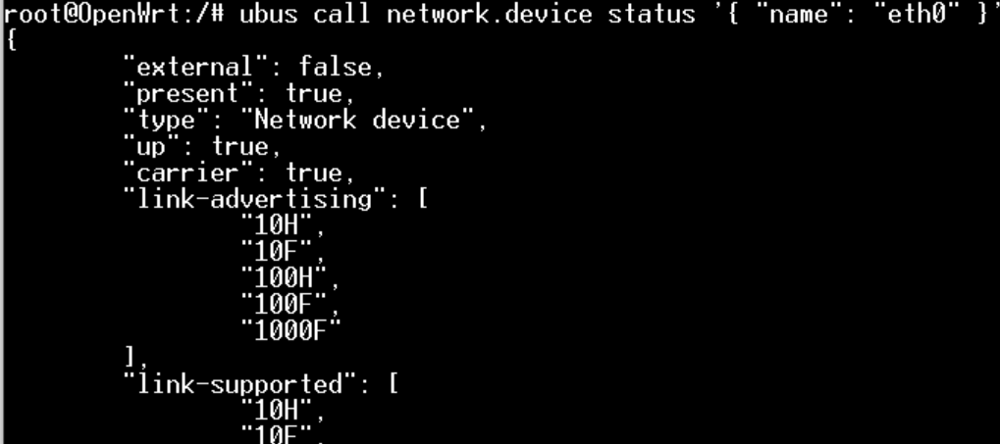 root@OpenWrt:/# ubus call network.device status '{ "name": "eth0" }'
{
"external": false,
"present": true,
"type": "Network device",
"up": true,
"carrier": true,
"link-advertising": [
"10H",
"10F",
"100H",
"100F",
"1000F"
],
"link-supported": [
"10H",
"10F",